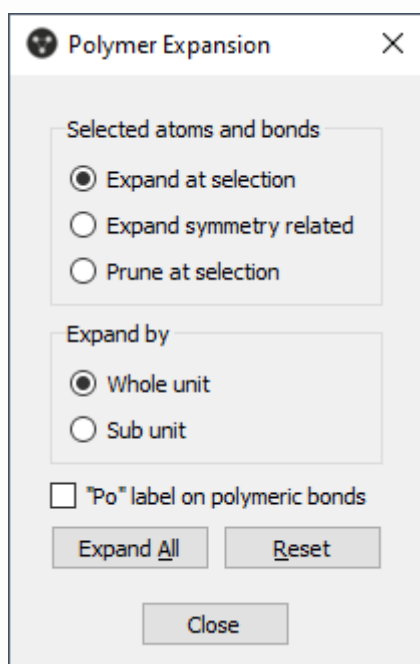 Polymer Expansion
Selected atoms and bonds
Expand at selection
Expand symmetry related
Prune at selection
Expand by
Whole unit
Sub unit
"Po" label on polymeric bonds
Expand All Reset
Close